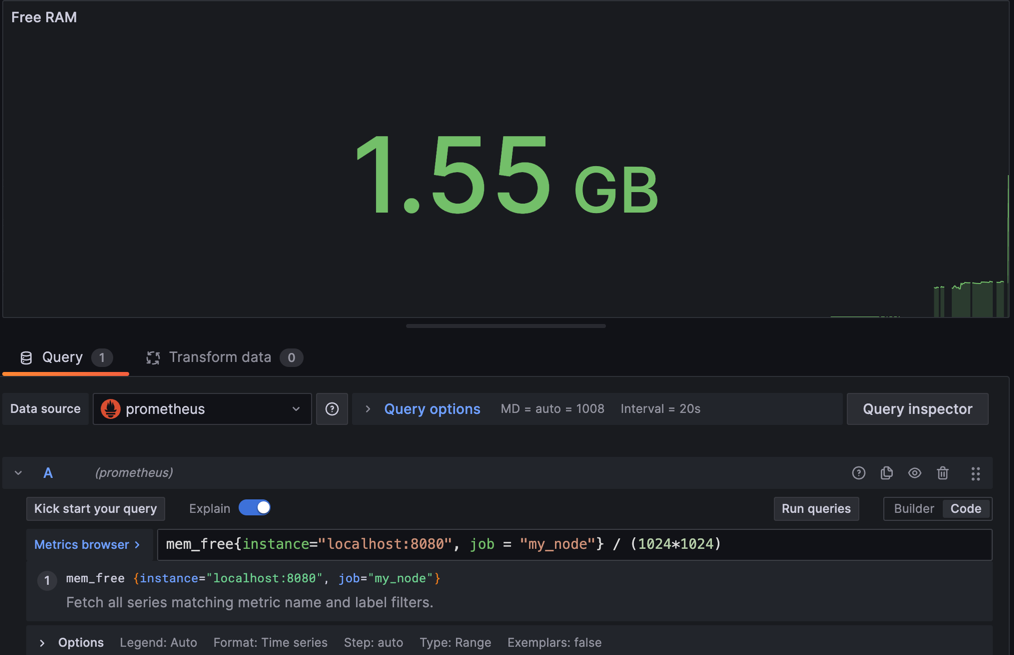 Free RAM
1.55 GB
Query 1 Transform data 0
Data source prometheus Query options MD = auto = 1008 Interval = 20s Query inspector
A (prometheus)
Kick start your query Explain Run queries Builder Code
Metrics browser > mem_free{instance="localhost:8080", job = "my_node"} / (1024*1024)
1 mem_free {instance="localhost:8080", job="my_node"}
Fetch all series matching metric name and label filters.
Options Legend: Auto Format: Time series Step: auto Type: Range Exemplars: false